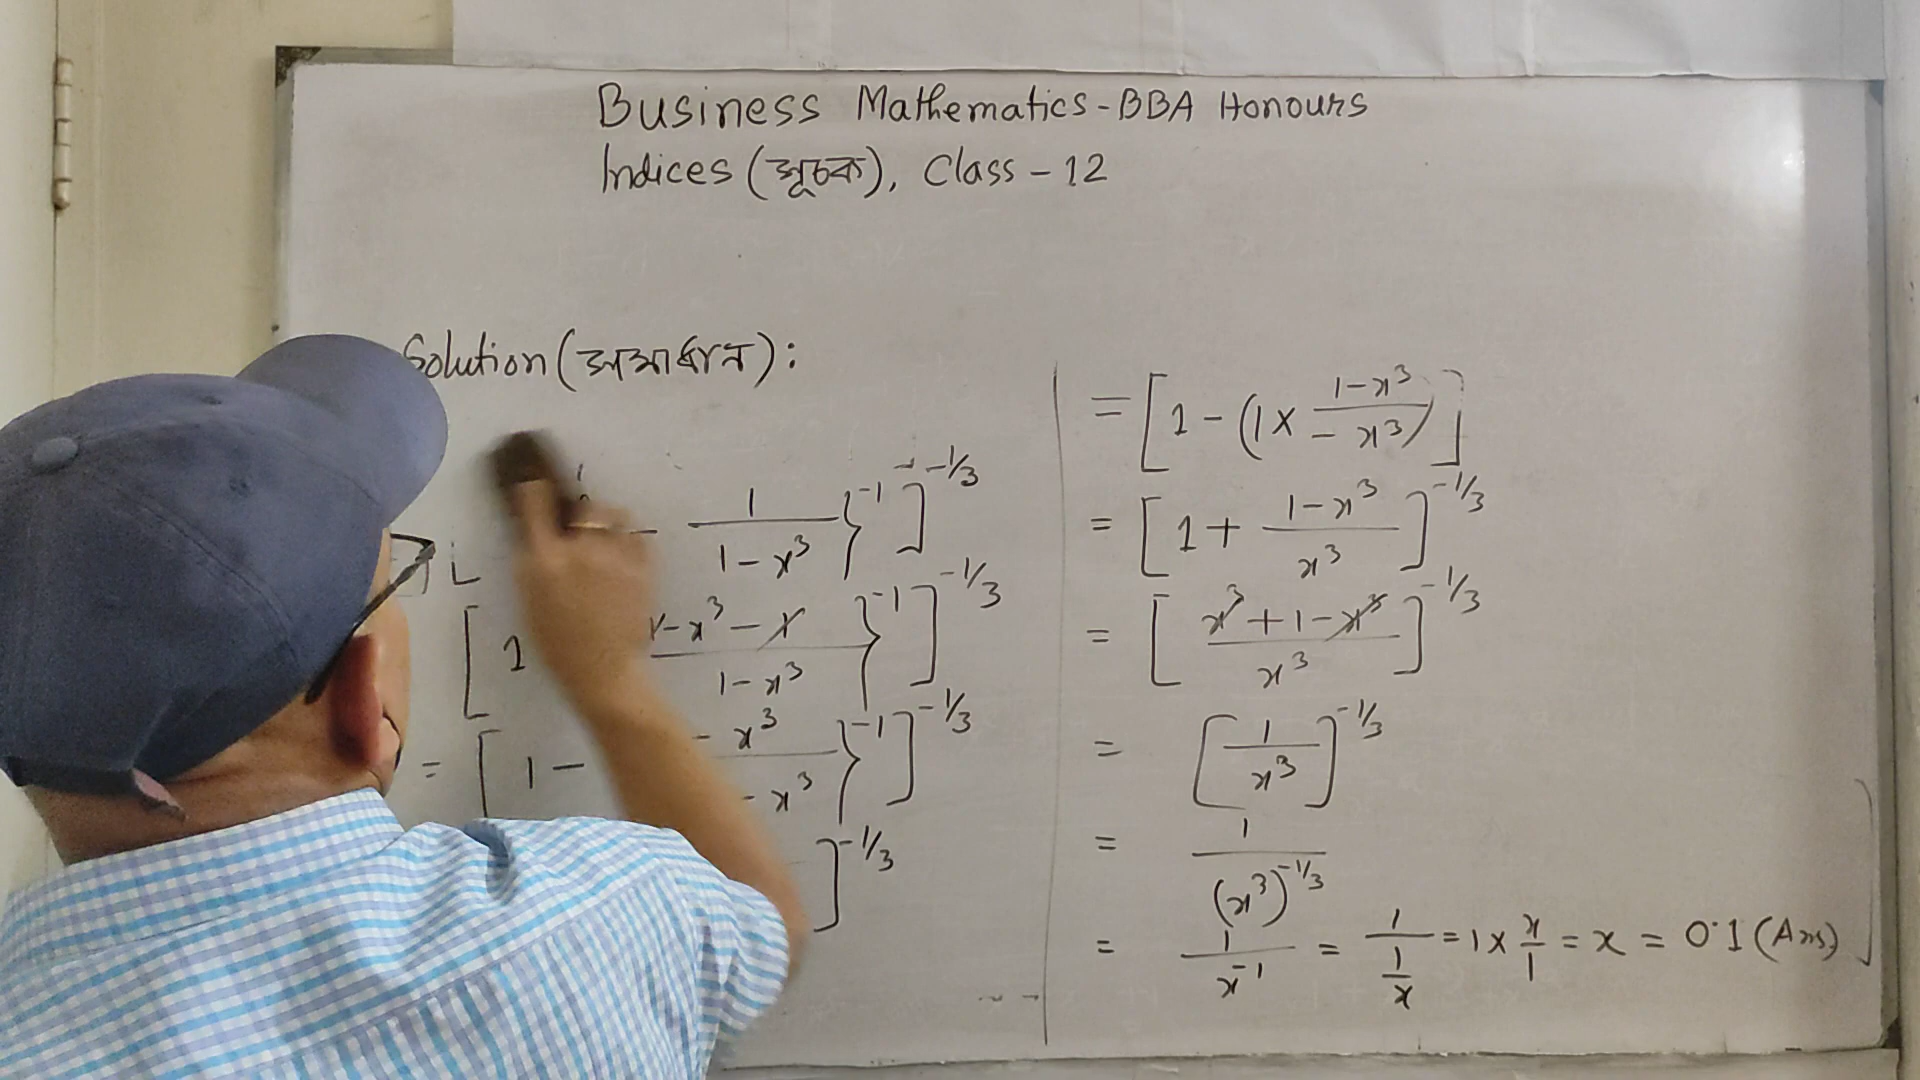 Business Mathematics - BBA Honours
Indices (সূচক), Class - 12
Solution (সমাধান):
- 1/(1-x³) }⁻¹ ]^(-1/3)
[ 1 1-x³-1/(1-x³) }⁻¹ ]^(-1/3)
= [ 1 - -x³/(-x³) }⁻¹ ]^(-1/3)
]^(-1/3)
= [ 1 - (1 × (1-x³)/(-x³)) ]
= [ 1 + (1-x³)/x³ ]^(-1/3)
= [ (x³+1-x³)/x³ ]^(-1/3)
= [ 1/x³ ]^(-1/3)
= 1/(x³)^(-1/3)
= 1/x⁻¹ = 1/(1/x) = 1 × x/1 = x = 0.1 (Ans)